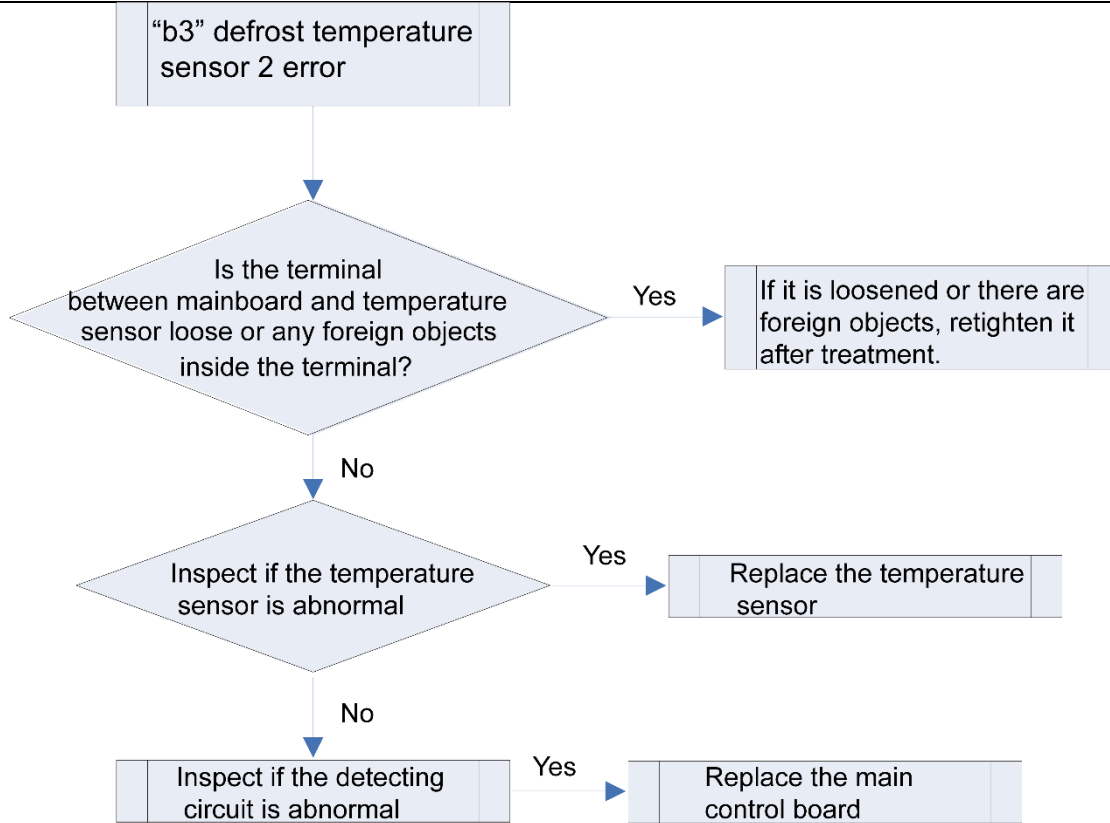 “b3” defrost temperature
sensor 2 error
Is the terminal
between mainboard and temperature
sensor loose or any foreign objects
inside the terminal?
Yes
If it is loosened or there are
foreign objects, retighten it
after treatment.
No
Inspect if the temperature
sensor is abnormal
Yes
Replace the temperature
sensor
No
Inspect if the detecting
circuit is abnormal
Yes
Replace the main
control board